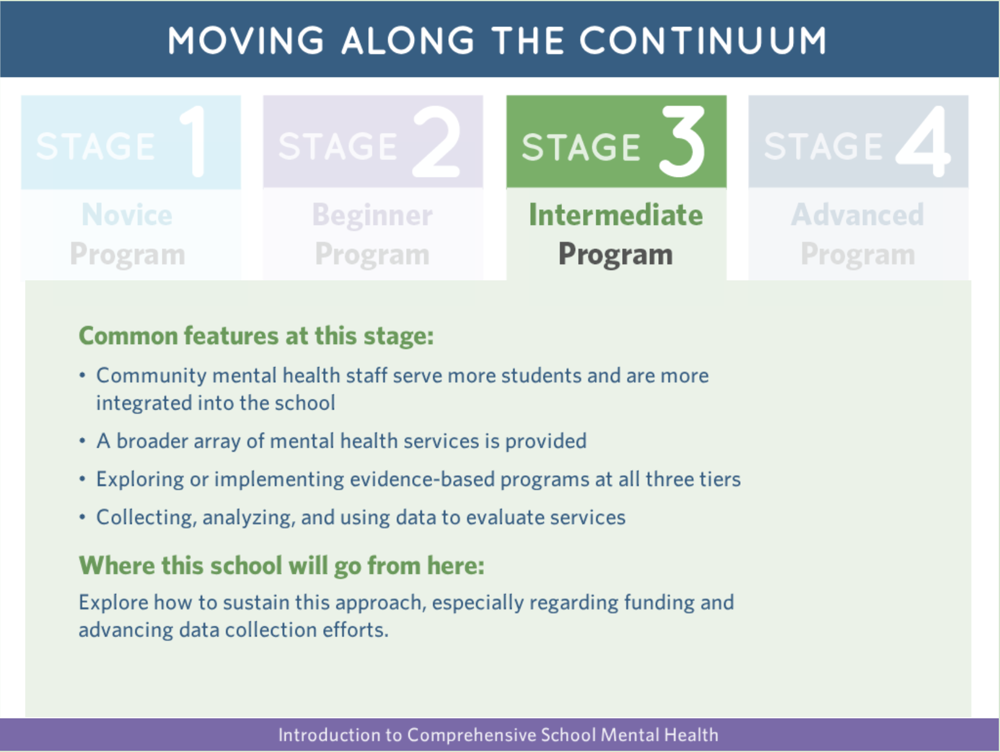 MOVING ALONG THE CONTINUUM
STAGE 1
Novice
Program
STAGE 2
Beginner
Program
STAGE 3
Intermediate
Program
STAGE 4
Advanced
Program
Common features at this stage:
• Community mental health staff serve more students and are more
integrated into the school
• A broader array of mental health services is provided
• Exploring or implementing evidence-based programs at all three tiers
• Collecting, analyzing, and using data to evaluate services
Where this school will go from here:
Explore how to sustain this approach, especially regarding funding and
advancing data collection efforts.
Introduction to Comprehensive School Mental Health